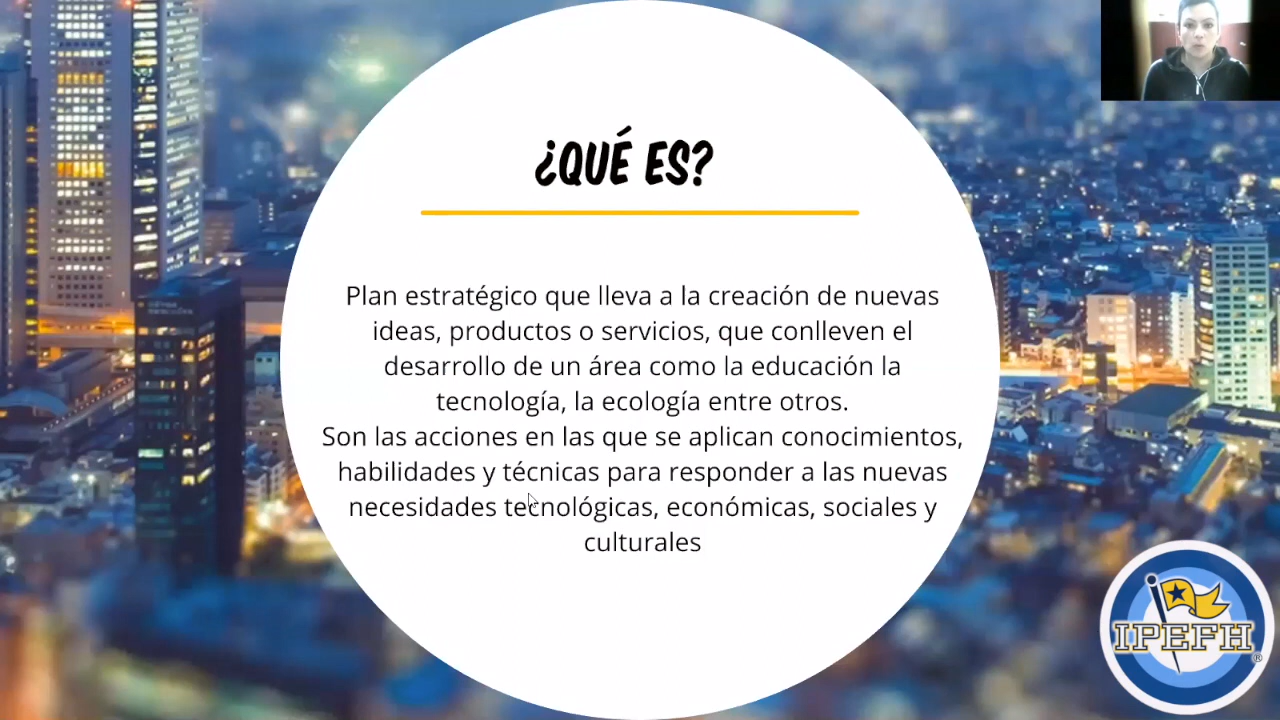 ¿QUÉ ES?
Plan estratégico que lleva a la creación de nuevas
ideas, productos o servicios, que conlleven el
desarrollo de un área como la educación la
tecnología, la ecología entre otros.
Son las acciones en las que se aplican conocimientos,
habilidades y técnicas para responder a las nuevas
necesidades tecnológicas, económicas, sociales y
culturales
IPEFH
®